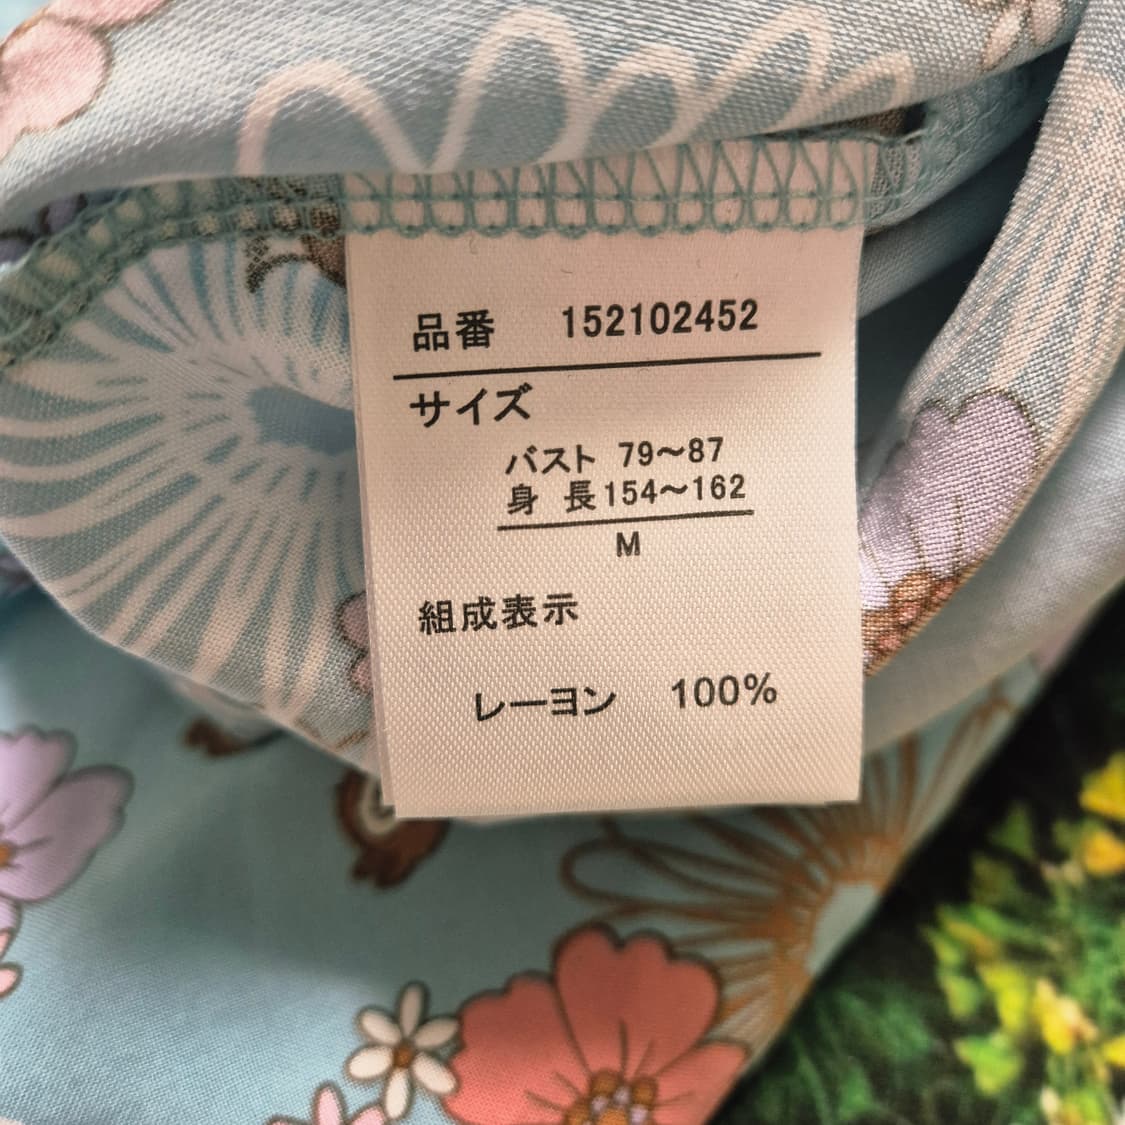 品番 152102452
サイズ
バスト 79～87
身 長154～162
M
組成表示
レーヨン 100%